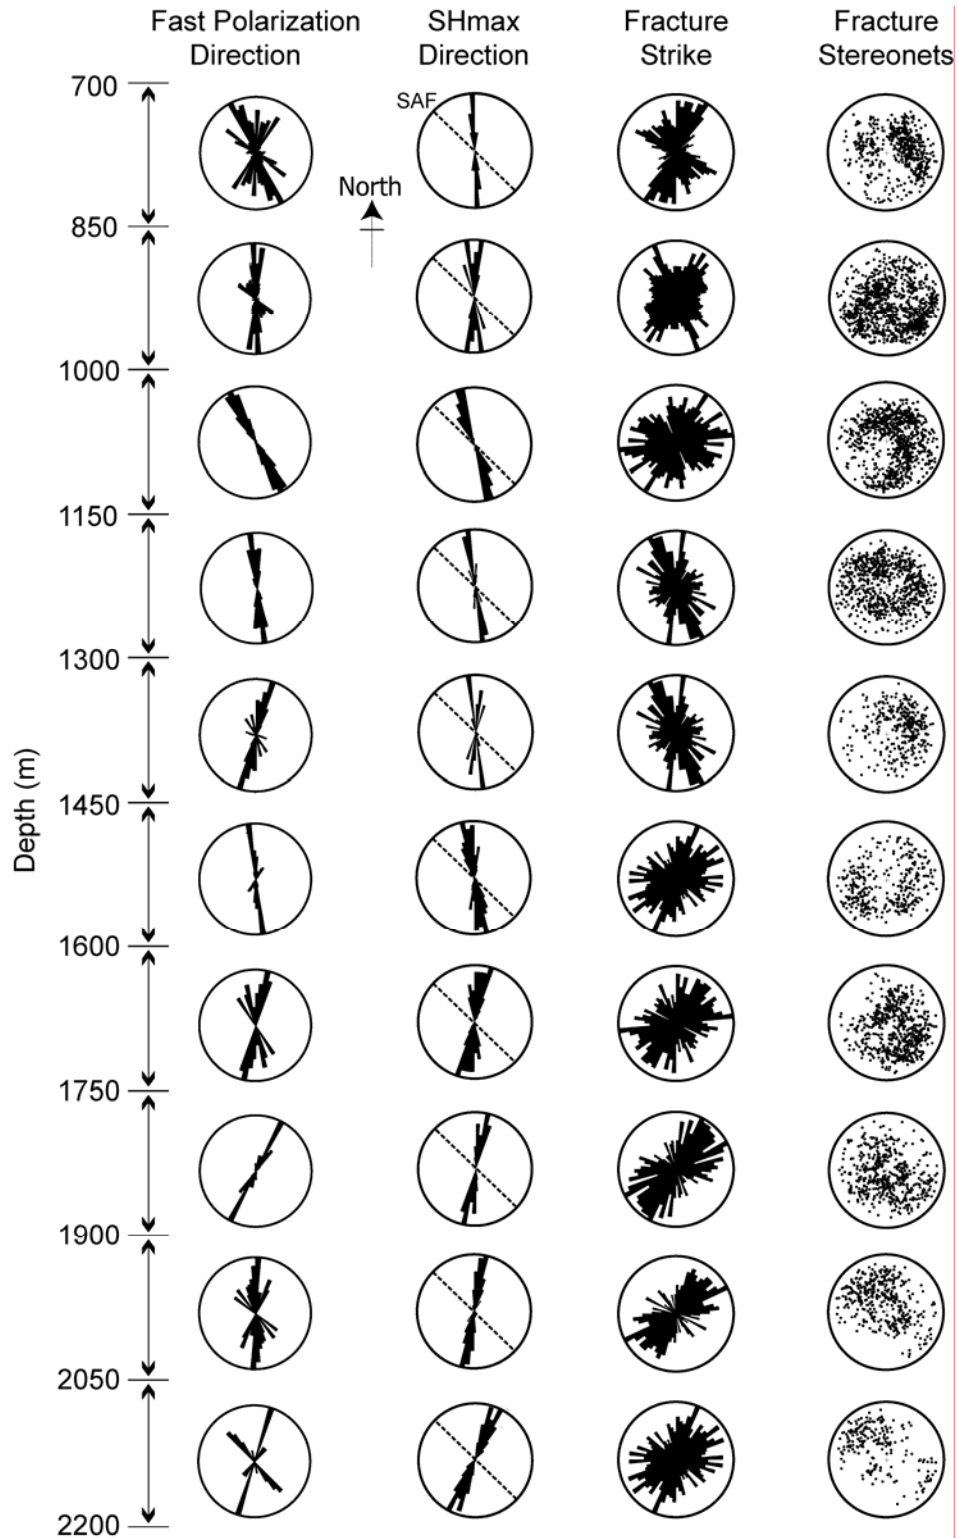 Fast Polarization
Direction
SHmax
Direction
Fracture
Strike
Fracture
Stereonets
700
SAF
North
850
1000
1150
1300
1450
Depth (m)
1600
1750
1900
2050
2200